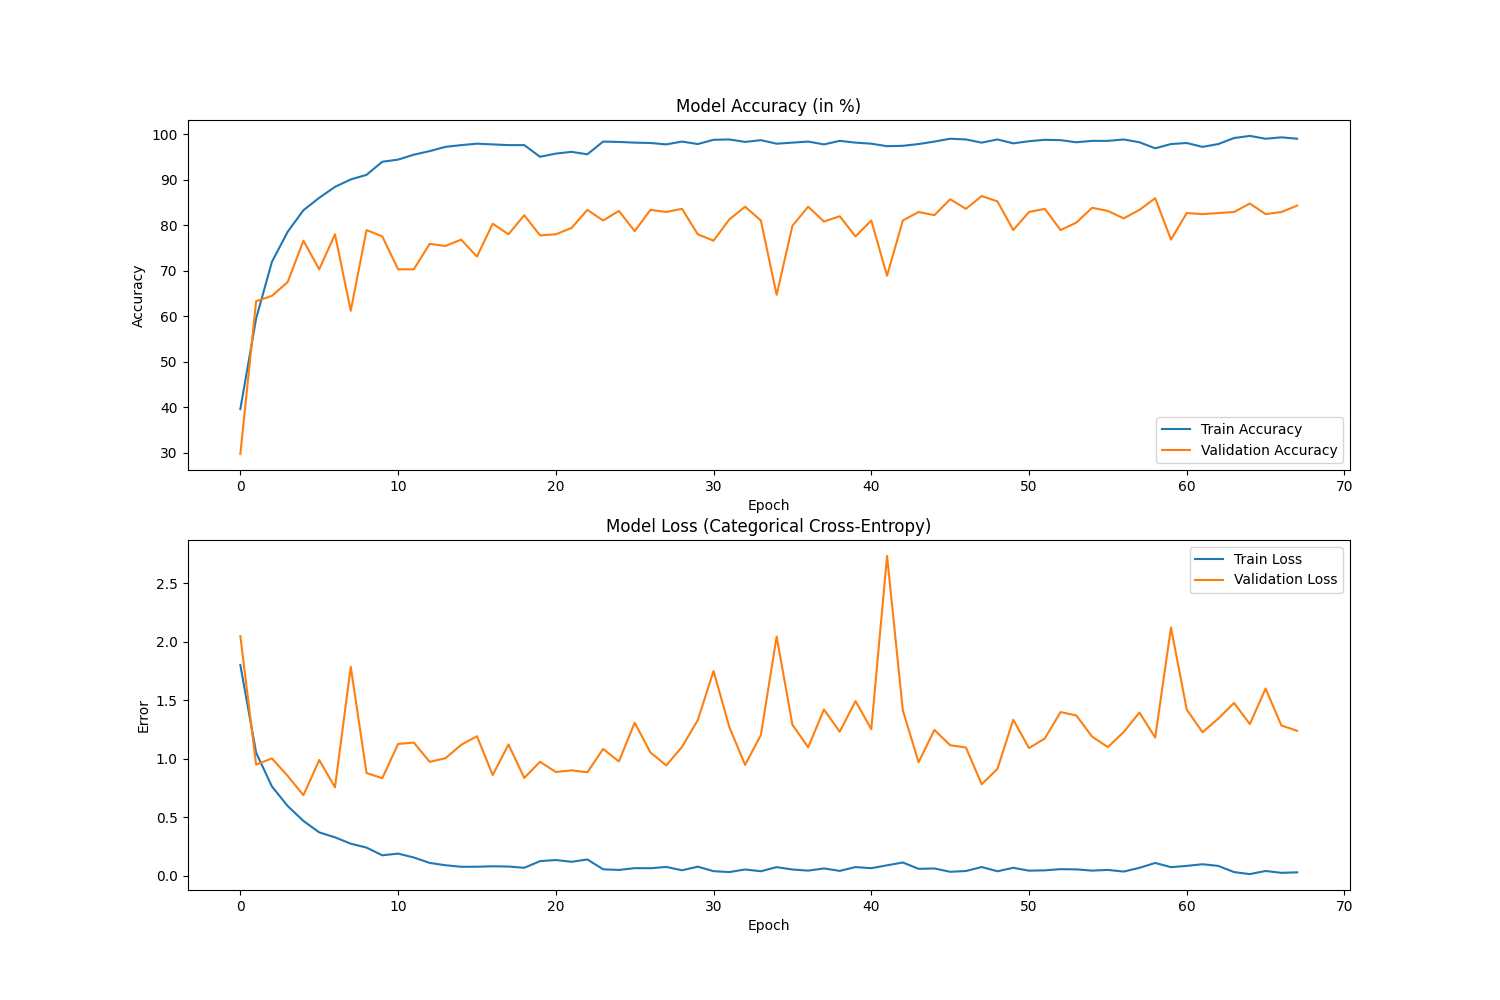 Model Accuracy (in %)
100
90
80
70
60
50
40
30
Accuracy
Train Accuracy
Validation Accuracy
0 10 20 30 40 50 60 70
Epoch
Model Loss (Categorical Cross-Entropy)
Train Loss
Validation Loss
2.5
2.0
1.5
1.0
0.5
0.0
Error
0 10 20 30 40 50 60 70
Epoch